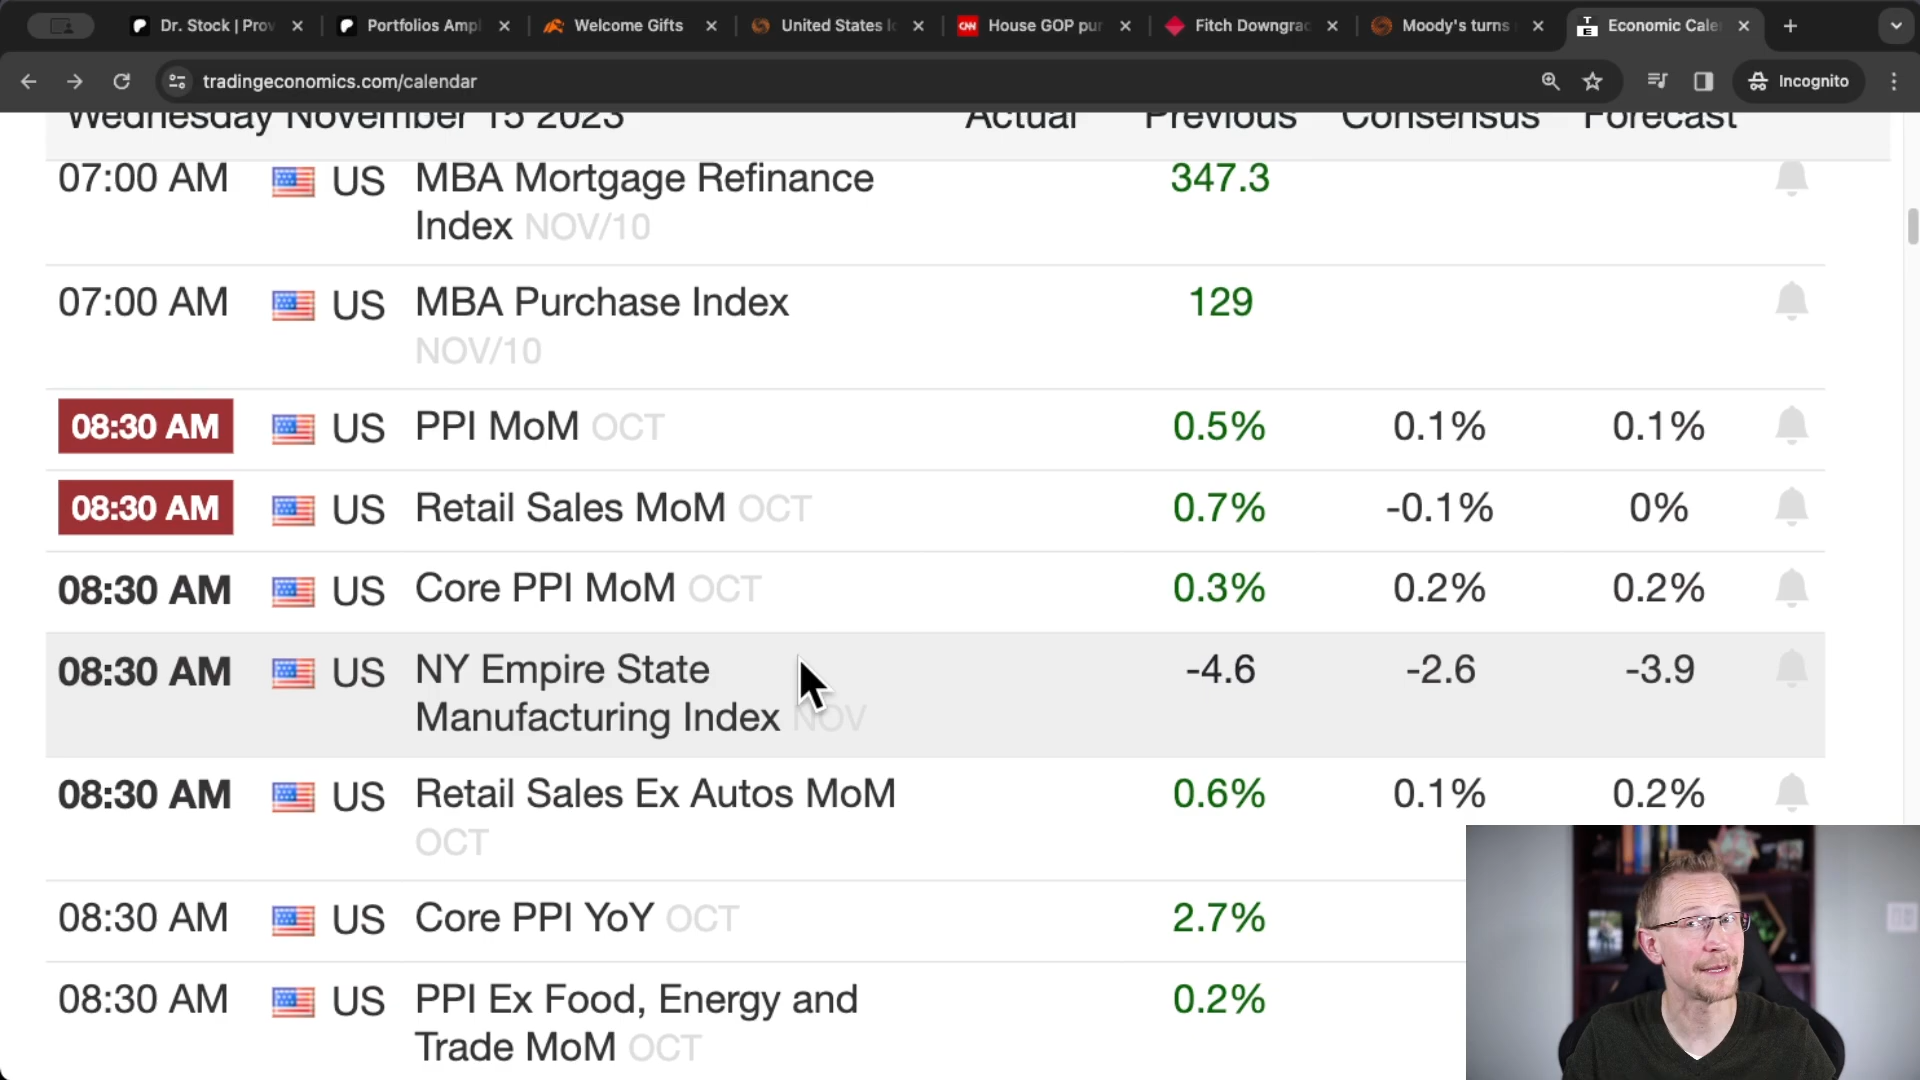 Dr. Stock | Prov
Portfolios Ampl
Welcome Gifts
United States I
CNN
House GOP pur
Fitch Downgrad
Moody's turns
TE
Economic Cale
tradingeconomics.com/calendar
Incognito
Wednesday November 15 2023 Actual Previous Consensus Forecast
07:00 AM US MBA Mortgage Refinance 347.3
Index NOV/10
07:00 AM US MBA Purchase Index 129
NOV/10
08:30 AM US PPI MoM OCT 0.5% 0.1% 0.1%
08:30 AM US Retail Sales MoM OCT 0.7% -0.1% 0%
08:30 AM US Core PPI MoM OCT 0.3% 0.2% 0.2%
08:30 AM US NY Empire State -4.6 -2.6 -3.9
Manufacturing Index NOV
08:30 AM US Retail Sales Ex Autos MoM 0.6% 0.1% 0.2%
OCT
08:30 AM US Core PPI YoY OCT 2.7%
08:30 AM US PPI Ex Food, Energy and 0.2%
Trade MoM OCT